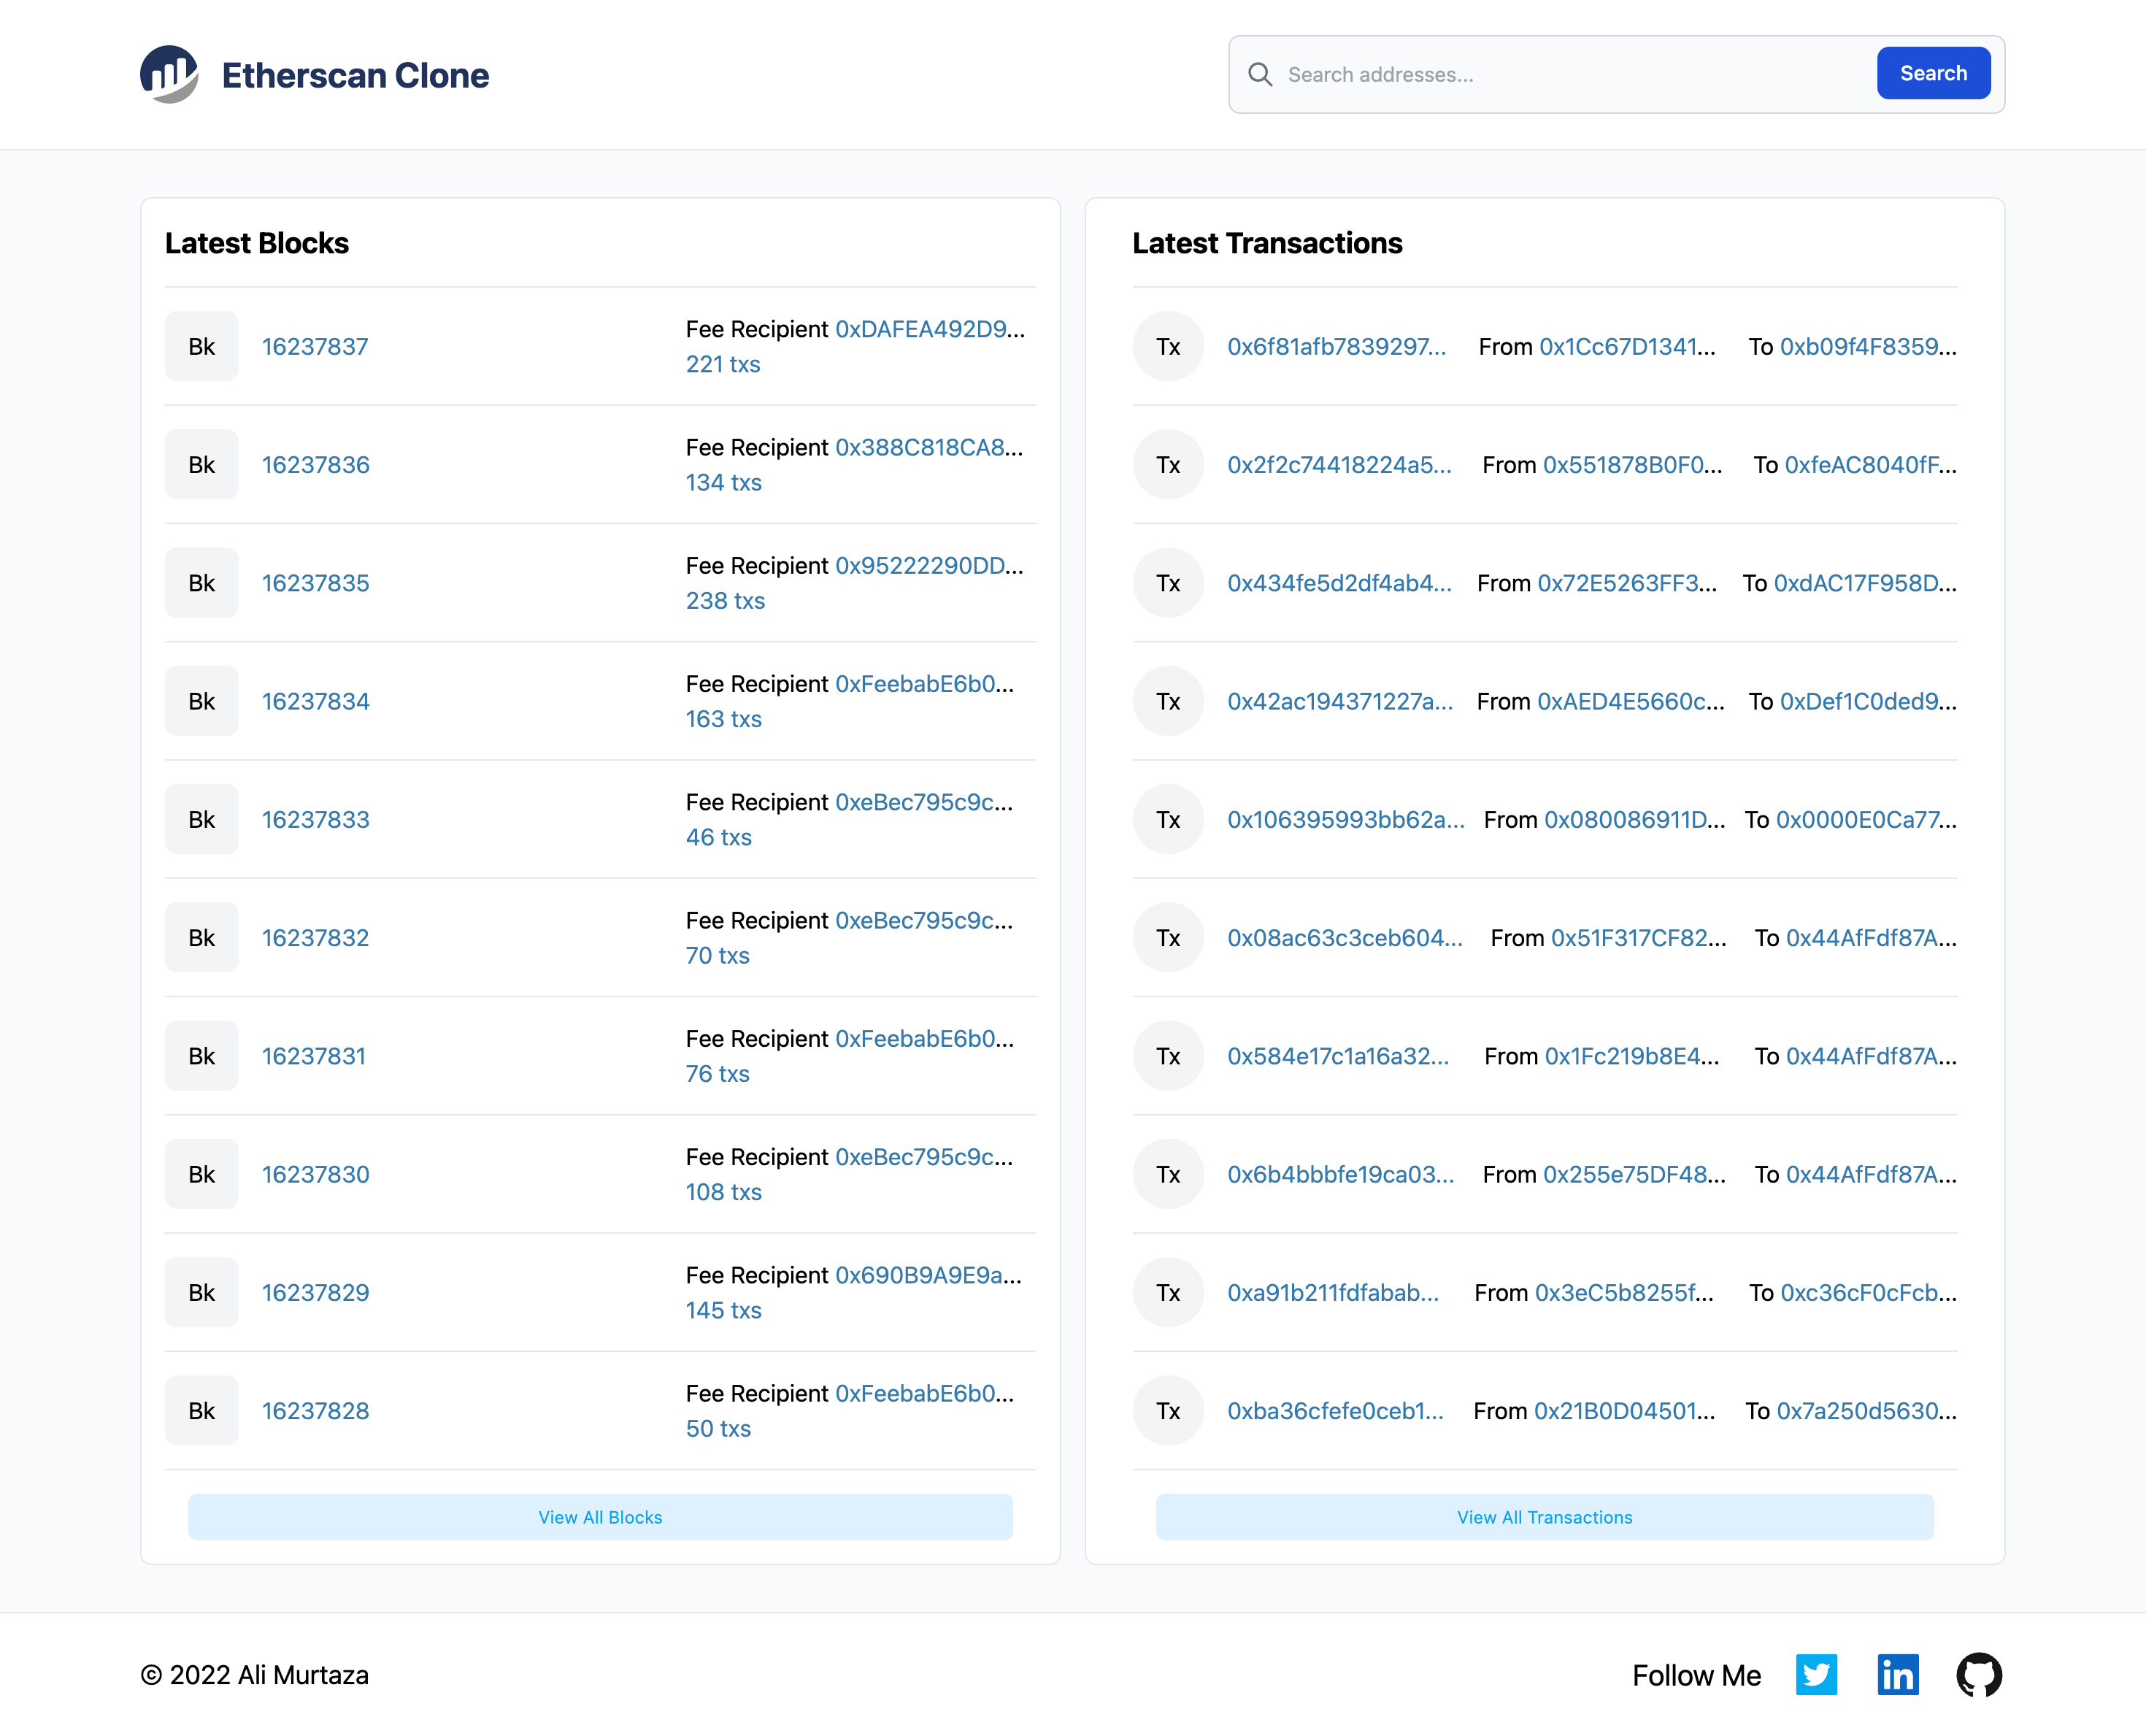 Etherscan Clone
Search addresses...
Search
Latest Blocks
Bk 16237837 Fee Recipient 0xDAFEA492D9...
221 txs
Bk 16237836 Fee Recipient 0x388C818CA8...
134 txs
Bk 16237835 Fee Recipient 0x95222290DD...
238 txs
Bk 16237834 Fee Recipient 0xFeebabE6b0...
163 txs
Bk 16237833 Fee Recipient 0xeBec795c9c...
46 txs
Bk 16237832 Fee Recipient 0xeBec795c9c...
70 txs
Bk 16237831 Fee Recipient 0xFeebabE6b0...
76 txs
Bk 16237830 Fee Recipient 0xeBec795c9c...
108 txs
Bk 16237829 Fee Recipient 0x690B9A9E9a...
145 txs
Bk 16237828 Fee Recipient 0xFeebabE6b0...
50 txs
View All Blocks
Latest Transactions
Tx 0x6f81afb7839297... From 0x1Cc67D1341... To 0xb09f4F8359...
Tx 0x2f2c74418224a5... From 0x551878B0F0... To 0xfeAC8040fF...
Tx 0x434fe5d2df4ab4... From 0x72E5263FF3... To 0xdAC17F958D...
Tx 0x42ac194371227a... From 0xAED4E5660c... To 0xDef1C0ded9...
Tx 0x106395993bb62a... From 0x080086911D... To 0x0000E0Ca77...
Tx 0x08ac63c3ceb604... From 0x51F317CF82... To 0x44AfFdf87A...
Tx 0x584e17c1a16a32... From 0x1Fc219b8E4... To 0x44AfFdf87A...
Tx 0x6b4bbbfe19ca03... From 0x255e75DF48... To 0x44AfFdf87A...
Tx 0xa91b211fdfabab... From 0x3eC5b8255f... To 0xc36cF0cFcb...
Tx 0xba36cfefe0ceb1... From 0x21B0D04501... To 0x7a250d5630...
View All Transactions
© 2022 Ali Murtaza
Follow Me
in